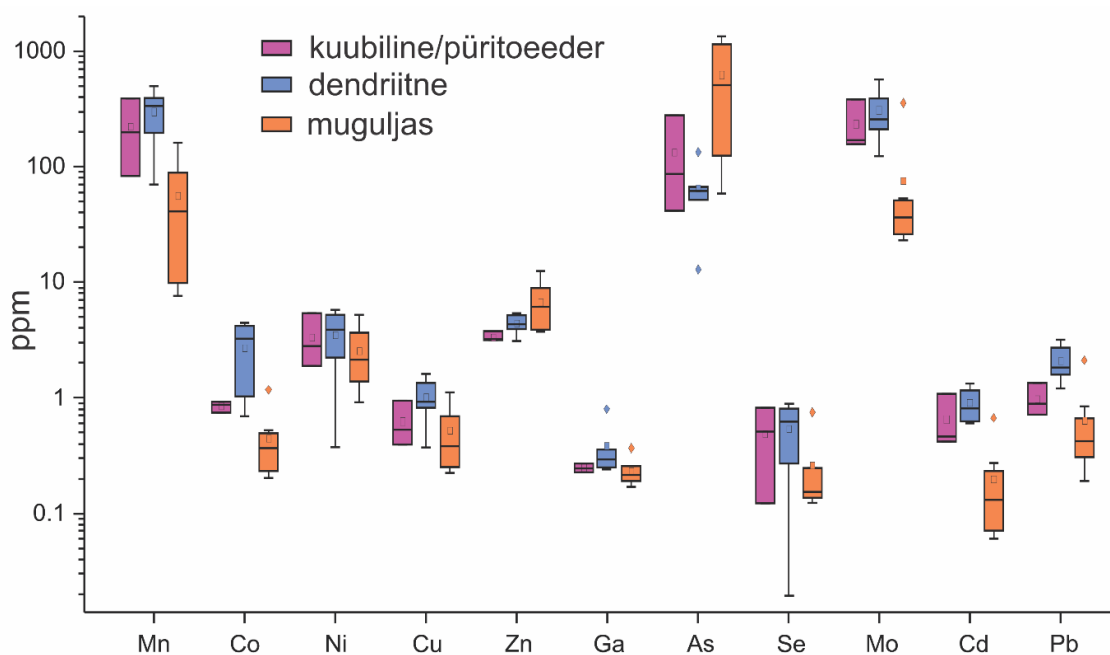 1000
100
10
1
0.1
ppm
kuubiline/püritoeeder
dendriitne
muguljas
Mn Co Ni Cu Zn Ga As Se Mo Cd Pb